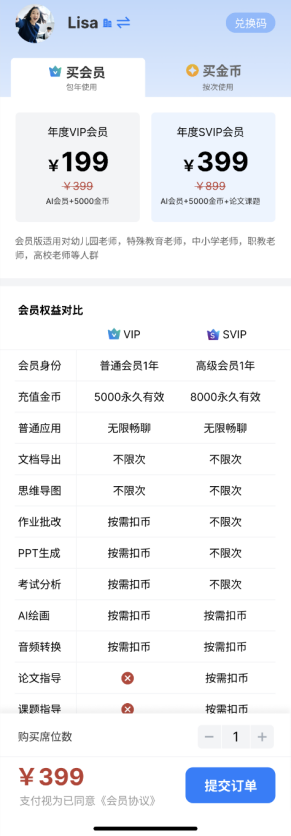 Lisa
兑换码
买会员
包年使用
买金币
按次使用
年度VIP会员
¥199
¥399
AI会员+5000金币
年度SVIP会员
¥399
¥899
AI会员+5000金币+论文课题
会员版适用对幼儿园老师，特殊教育老师，中小学老师，职教老
师，高校老师等人群
会员权益对比
VIP SVIP
会员身份 普通会员1年 高级会员1年
充值金币 5000永久有效 8000永久有效
普通应用 无限畅聊 无限畅聊
文档导出 不限次 不限次
思维导图 不限次 不限次
作业批改 按需扣币 不限次
PPT生成 按需扣币 不限次
考试分析 按需扣币 不限次
AI绘画 按需扣币 按需扣币
音频转换 按需扣币 按需扣币
论文指导 按需扣币
课题指导 按需扣币
购买席位数 − 1 +
¥399
支付视为已同意《会员协议》
提交订单